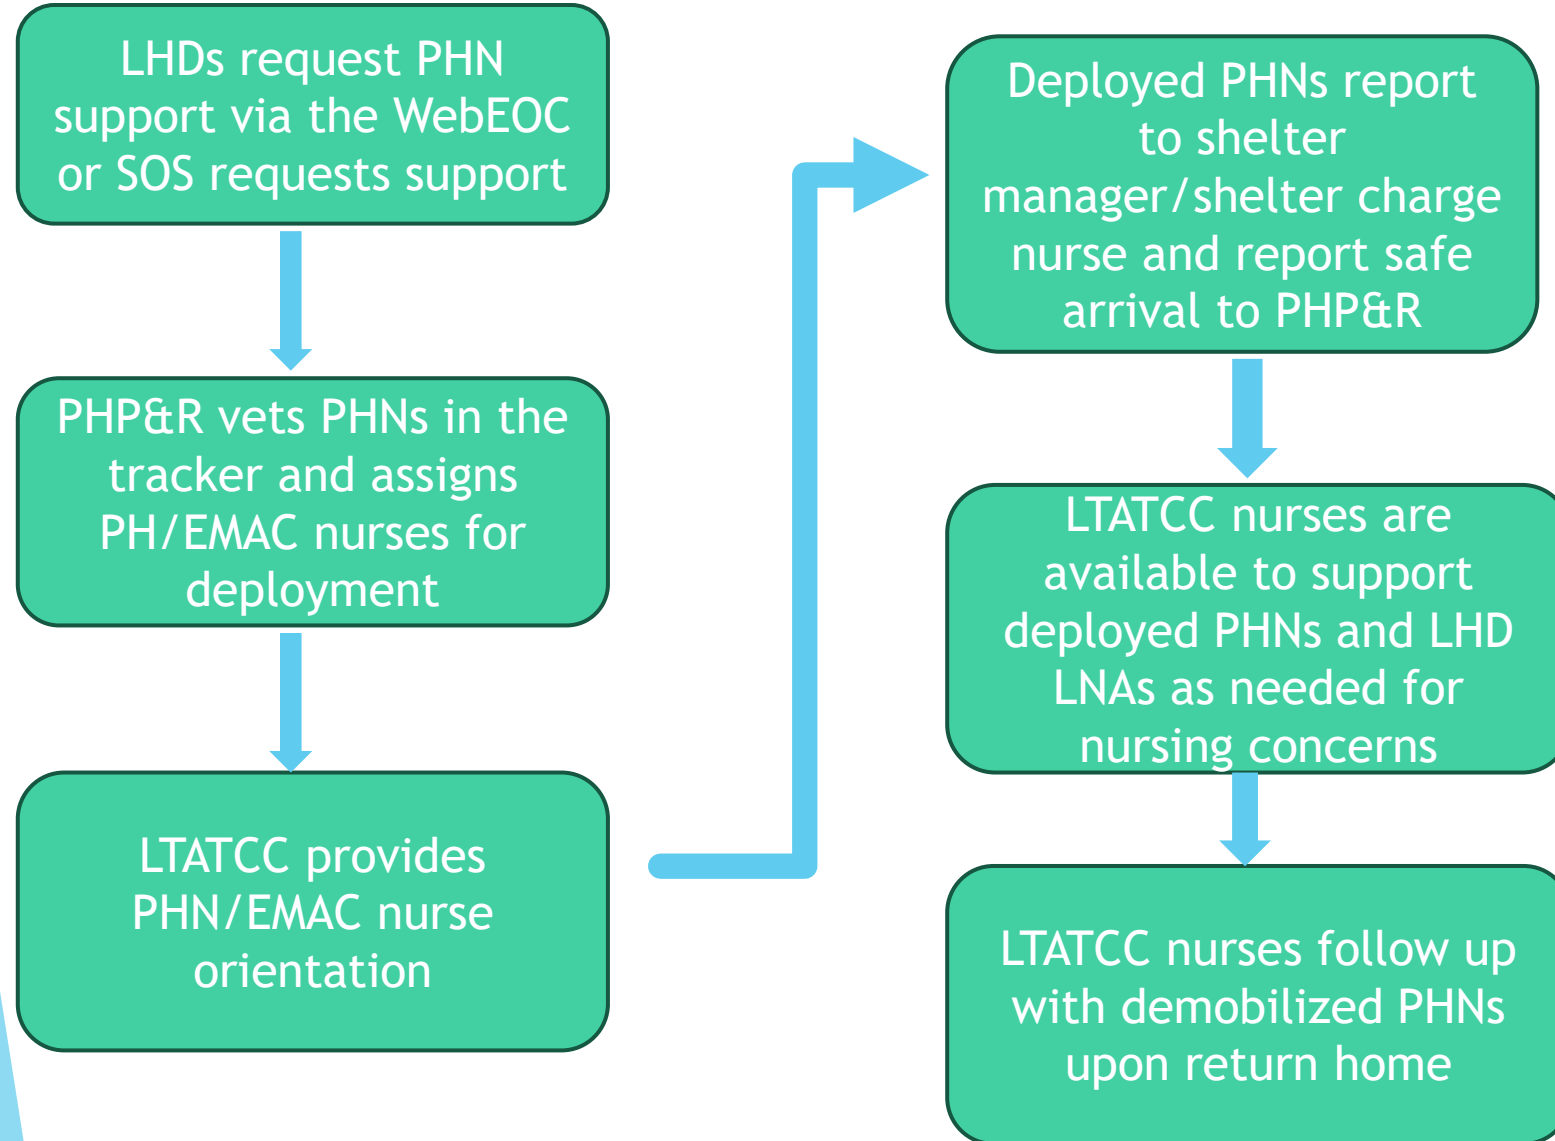 LHDs request PHN
support via the WebEOC
or SOS requests support
PHP&R vets PHNs in the
tracker and assigns
PH/EMAC nurses for
deployment
LTATCC provides
PHN/EMAC nurse
orientation
Deployed PHNs report
to shelter
manager/shelter charge
nurse and report safe
arrival to PHP&R
LTATCC nurses are
available to support
deployed PHNs and LHD
LNAs as needed for
nursing concerns
LTATCC nurses follow up
with demobilized PHNs
upon return home